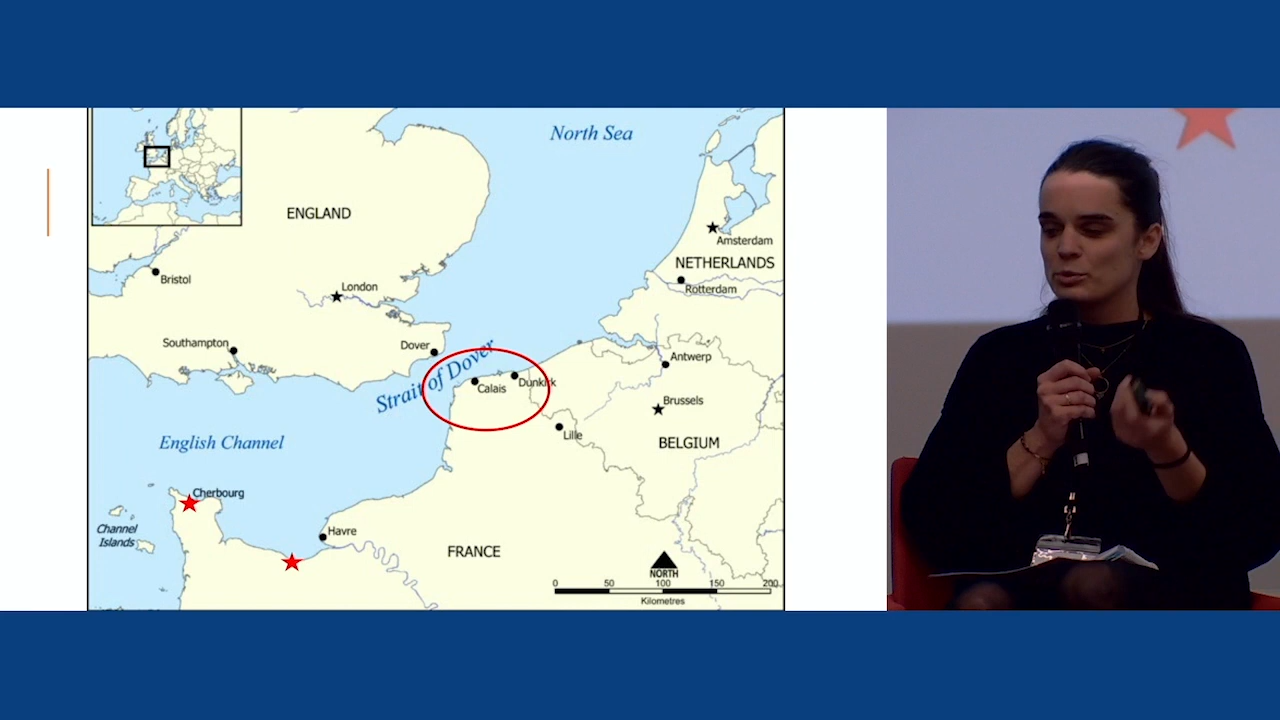 North Sea
ENGLAND
Amsterdam
NETHERLANDS
Bristol
London
Rotterdam
Southampton
Dover
Strait of Dover
Antwerp
Calais
Dunkirk
Brussels
Lille
BELGIUM
English Channel
Cherbourg
Channel
Islands
Havre
FRANCE
NORTH
0 50 100 150 200
Kilometres